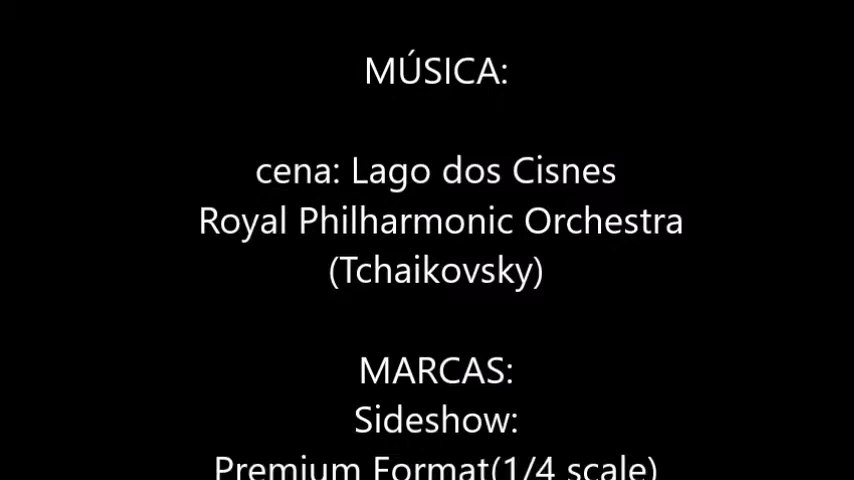 MÚSICA:
cena: Lago dos Cisnes
Royal Philharmonic Orchestra
(Tchaikovsky)
MARCAS:
Sideshow:
Premium Format(1/4 scale)